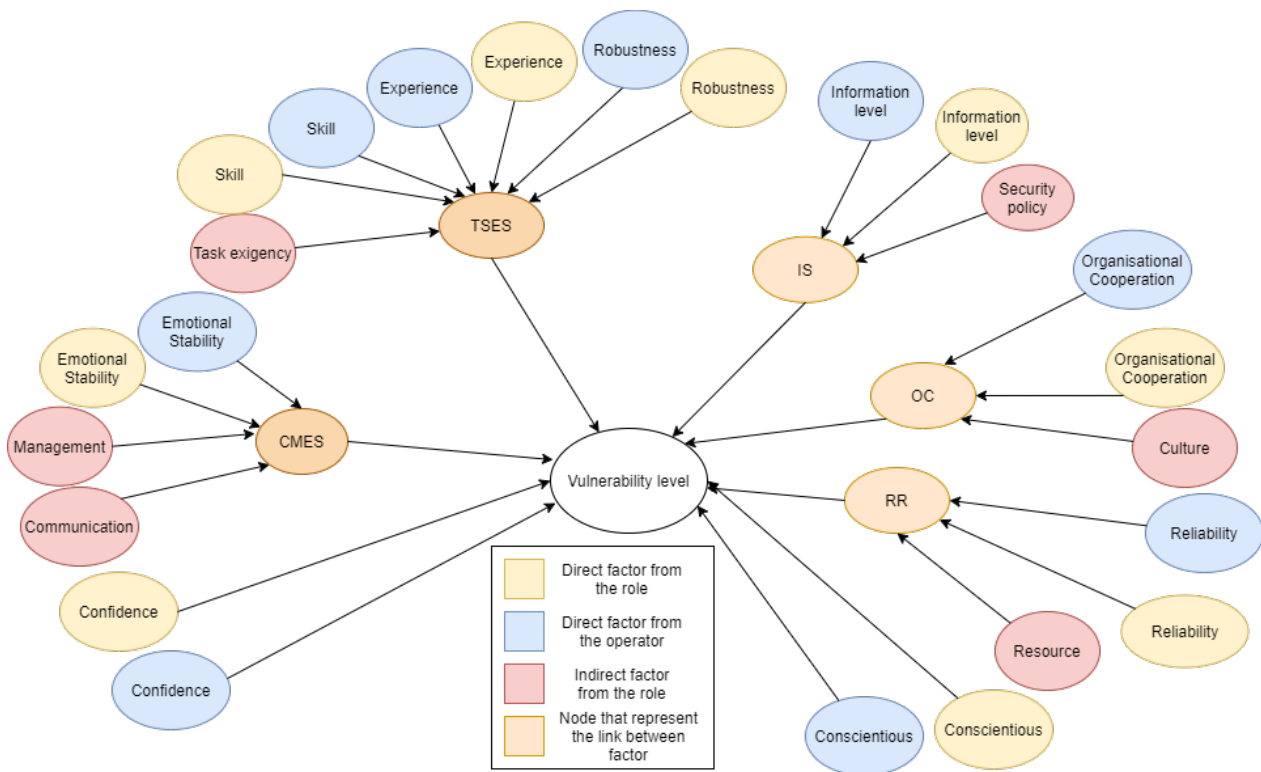 Robustness
Experience
Robustness
Experience
Information
level
Information
level
Skill
Skill
Security
policy
TSES
Task exigency
IS
Organisational
Cooperation
Emotional
Stability
Emotional
Stability
Organisational
Cooperation
OC
CMES
Management
Culture
Vulnerability level
RR
Communication
Reliability
Confidence
Reliability
Resource
Confidence
Conscientious
Conscientious
Direct factor from
the role
Direct factor from
the operator
Indirect factor
from the role
Node that represent
the link between
factor